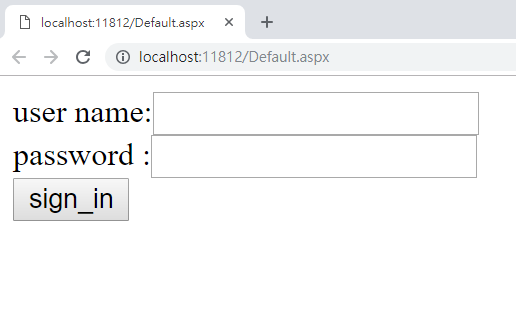 localhost:11812/Default.aspx
localhost:11812/Default.aspx
user name:
password :
sign_in